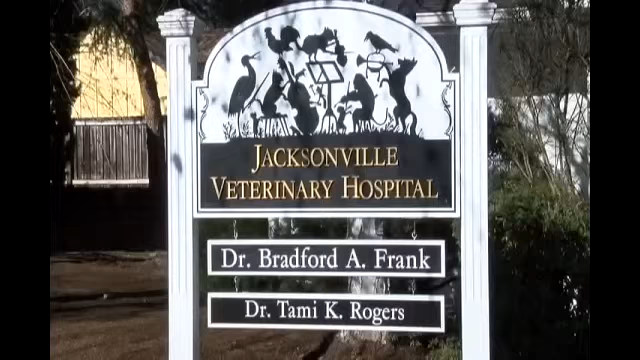 Jacksonville
Veterinary Hospital
Dr. Bradford A. Frank
Dr. Tami K. Rogers